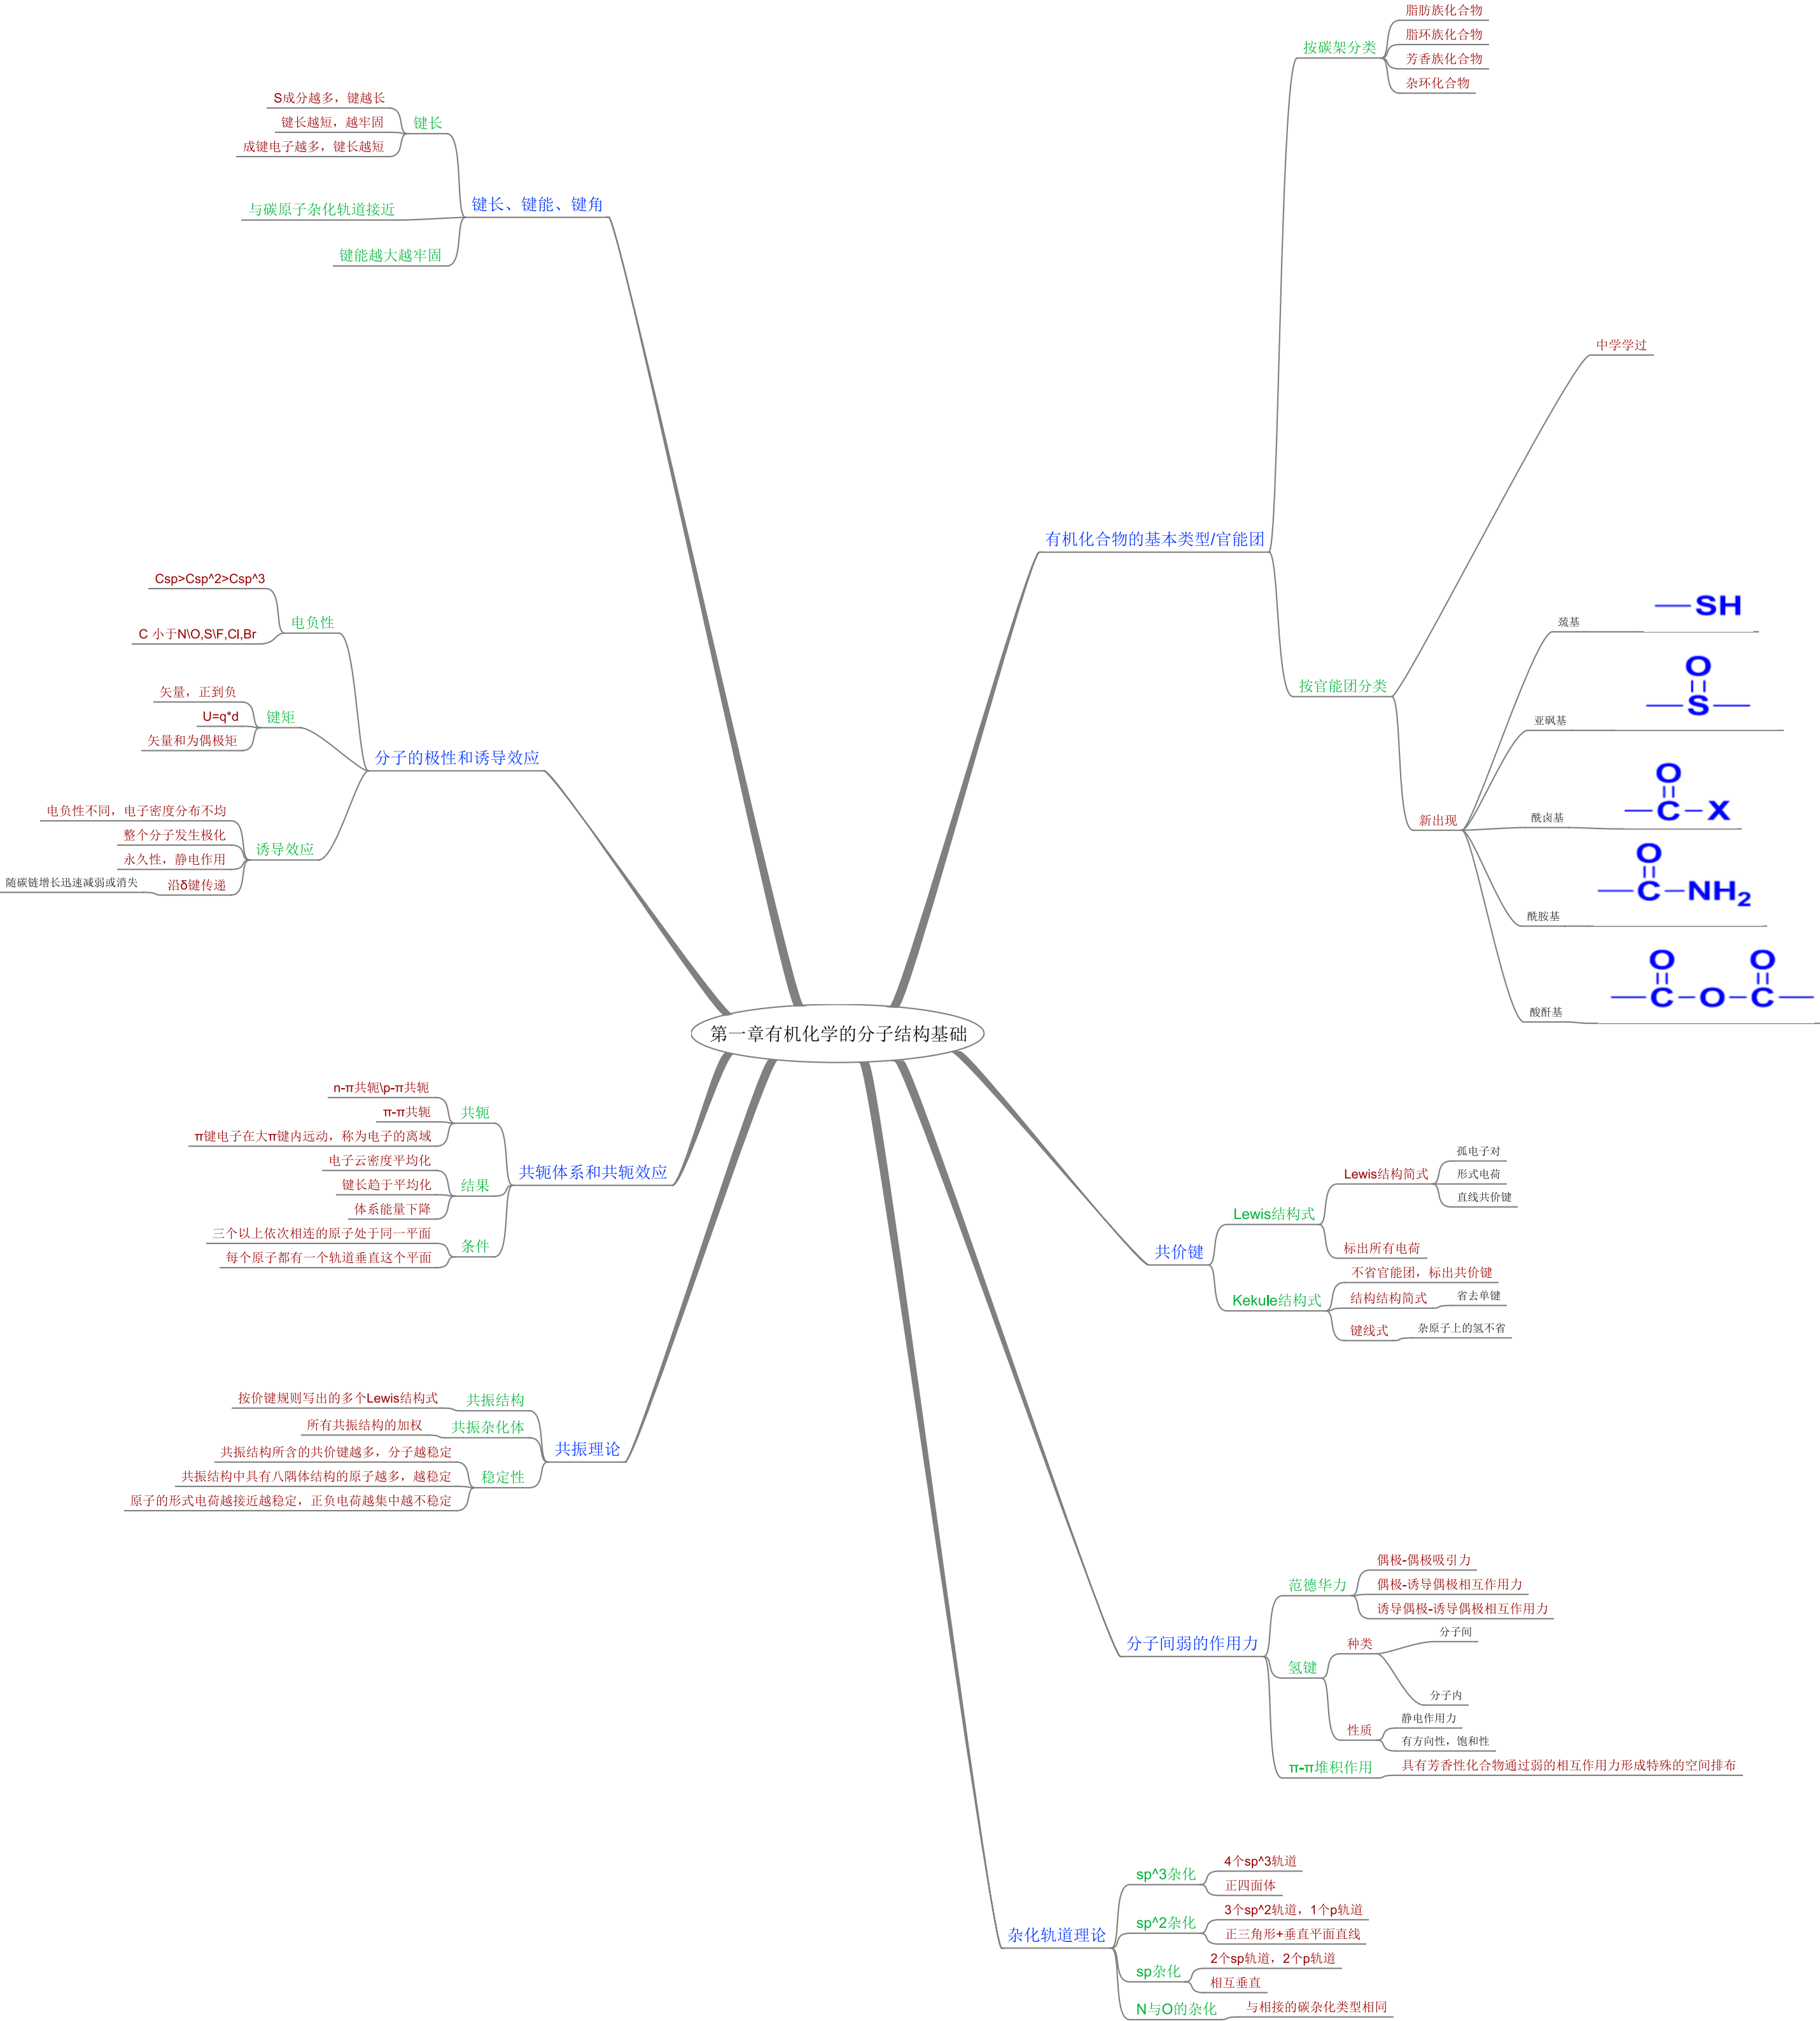 第一章有机化学的分子结构基础
有机化合物的基本类型/官能团
按碳架分类
脂肪族化合物
脂环族化合物
芳香族化合物
杂环化合物
按官能团分类
中学学过
新出现
巯基
—SH
亚砜基
O
—S—
酰卤基
O
—C—X
酰胺基
O
—C—NH₂
酸酐基
O O
—C—O—C—
共价键
Lewis结构式
Lewis结构简式
孤电子对
形式电荷
直线共价键
标出所有电荷
Kekule结构式
不省官能团，标出共价键
结构结构简式
省去单键
键线式
杂原子上的氢不省
分子间弱的作用力
范德华力
偶极-偶极吸引力
偶极-诱导偶极相互作用力
诱导偶极-诱导偶极相互作用力
氢键
种类
分子间
分子内
性质
静电作用力
有方向性，饱和性
π-π堆积作用
具有芳香性化合物通过弱的相互作用力形成特殊的空间排布
杂化轨道理论
sp^3杂化
4个sp^3轨道
正四面体
sp^2杂化
3个sp^2轨道，1个p轨道
正三角形+垂直平面直线
sp杂化
2个sp轨道，2个p轨道
相互垂直
N与O的杂化
与相接的碳杂化类型相同
键长、键能、键角
键长
S成分越多，键越长
键长越短，越牢固
成键电子越多，键长越短
与碳原子杂化轨道接近
键能越大越牢固
分子的极性和诱导效应
电负性
Csp>Csp^2>Csp^3
C 小于N\O,S\F,Cl,Br
键矩
矢量，正到负
U=q*d
矢量和为偶极矩
诱导效应
电负性不同，电子密度分布不均
整个分子发生极化
永久性，静电作用
沿δ键传递
随碳链增长迅速减弱或消失
共轭体系和共轭效应
共轭
n-π共轭\p-π共轭
π-π共轭
π键电子在大π键内远动，称为电子的离域
结果
电子云密度平均化
键长趋于平均化
体系能量下降
条件
三个以上依次相连的原子处于同一平面
每个原子都有一个轨道垂直这个平面
共振理论
共振结构
按价键规则写出的多个Lewis结构式
共振杂化体
所有共振结构的加权
稳定性
共振结构所含的共价键越多，分子越稳定
共振结构中具有八隅体结构的原子越多，越稳定
原子的形式电荷越接近越稳定，正负电荷越集中越不稳定